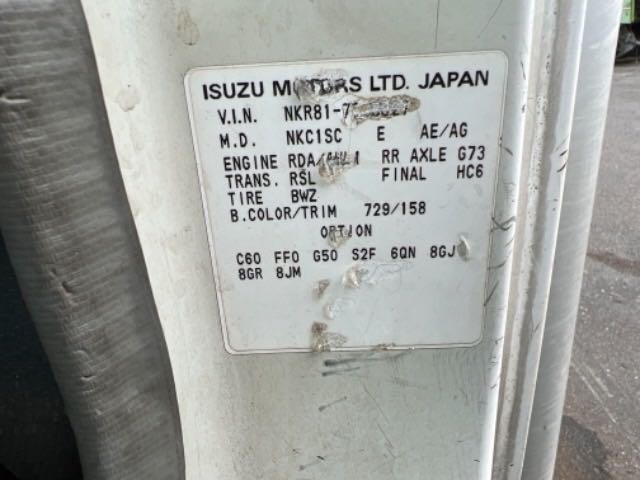 ISUZU MOTORS LTD. JAPAN
V.I.N. NKR81-
M.D. NKC1SC E AE/AG
ENGINE RR AXLE G73
TRANS. RSL FINAL HC6
TIRE BWZ
B.COLOR/TRIM 729/158
OPTION
C60 FF0 G50 S2F 6QN 8GJ
8GR 8JM